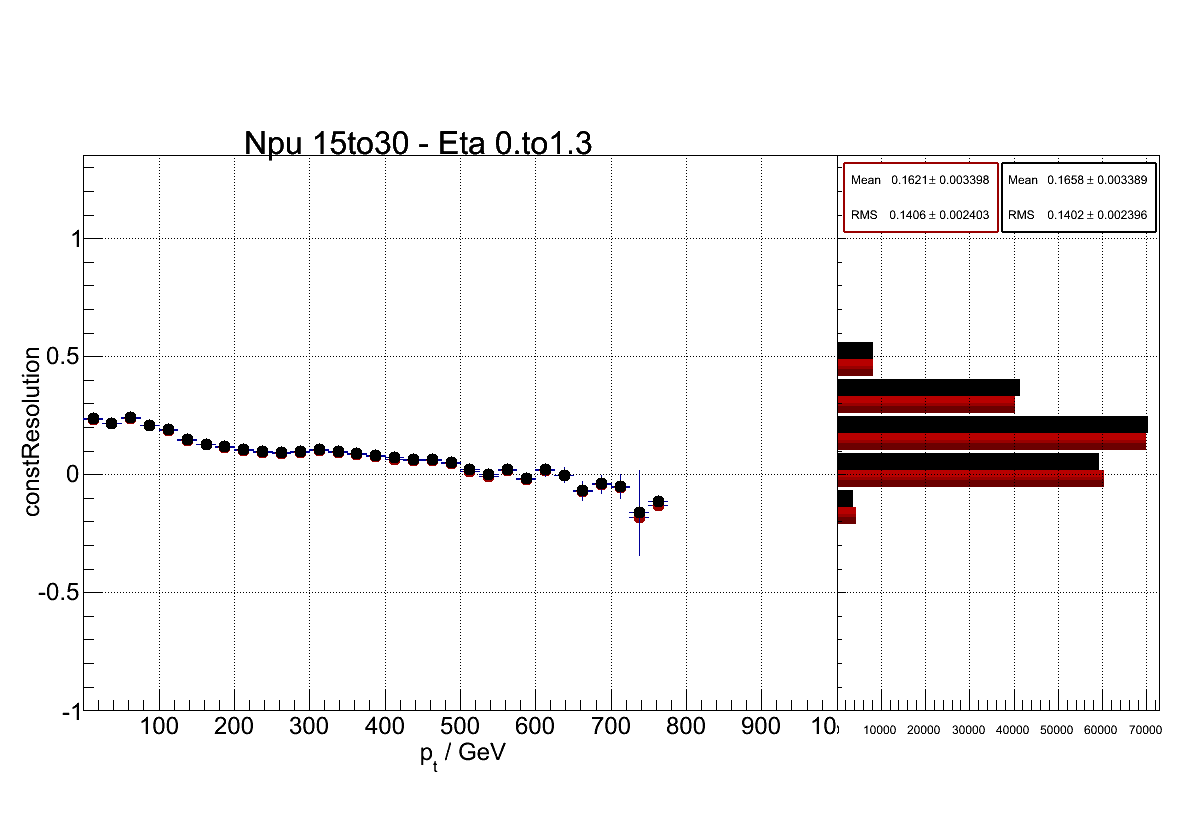 Npu 15to30 - Eta 0.to1.3
Mean 0.1621± 0.003398
RMS 0.1406 ± 0.002403
Mean 0.1658 ± 0.003389
RMS 0.1402 ± 0.002396
constResolution
1
0.5
0
-0.5
-1
100 200 300 400 500 600 700 800 900 10
10000 20000 30000 40000 50000 60000 70000
pt / GeV